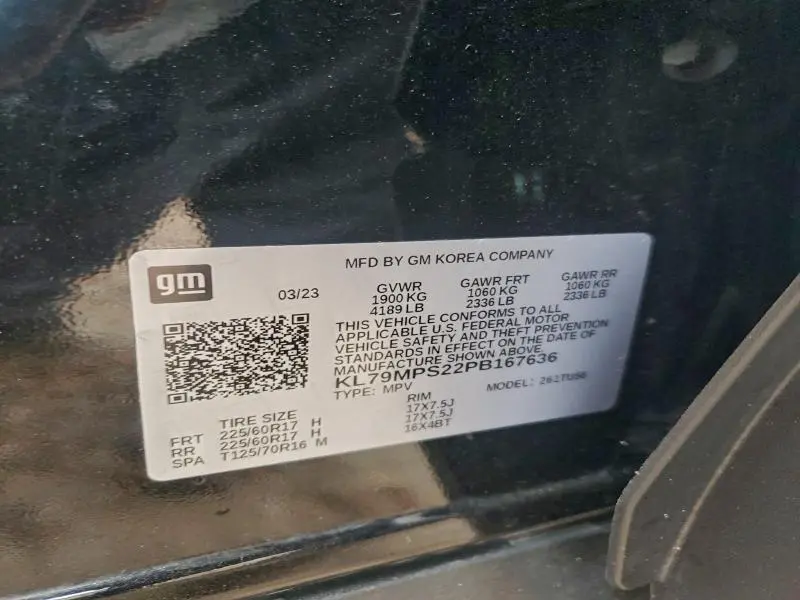 MFD BY GM KOREA COMPANY
gm
03/23
GVWR GAWR FRT GAWR RR
1900 KG 1060 KG 1060 KG
4189 LB 2336 LB 2336 LB
THIS VEHICLE CONFORMS TO ALL
APPLICABLE U.S. FEDERAL MOTOR
VEHICLE SAFETY AND THEFT PREVENTION
STANDARDS IN EFFECT ON THE DATE OF
MANUFACTURE SHOWN ABOVE.
KL79MPS22PB167636
TYPE: MPV MODEL:
TIRE SIZE RIM
FRT 225/60R17 H 17X7.5J
RR 225/60R17 H 17X7.5J
SPA T125/70R16 M 16X4BT